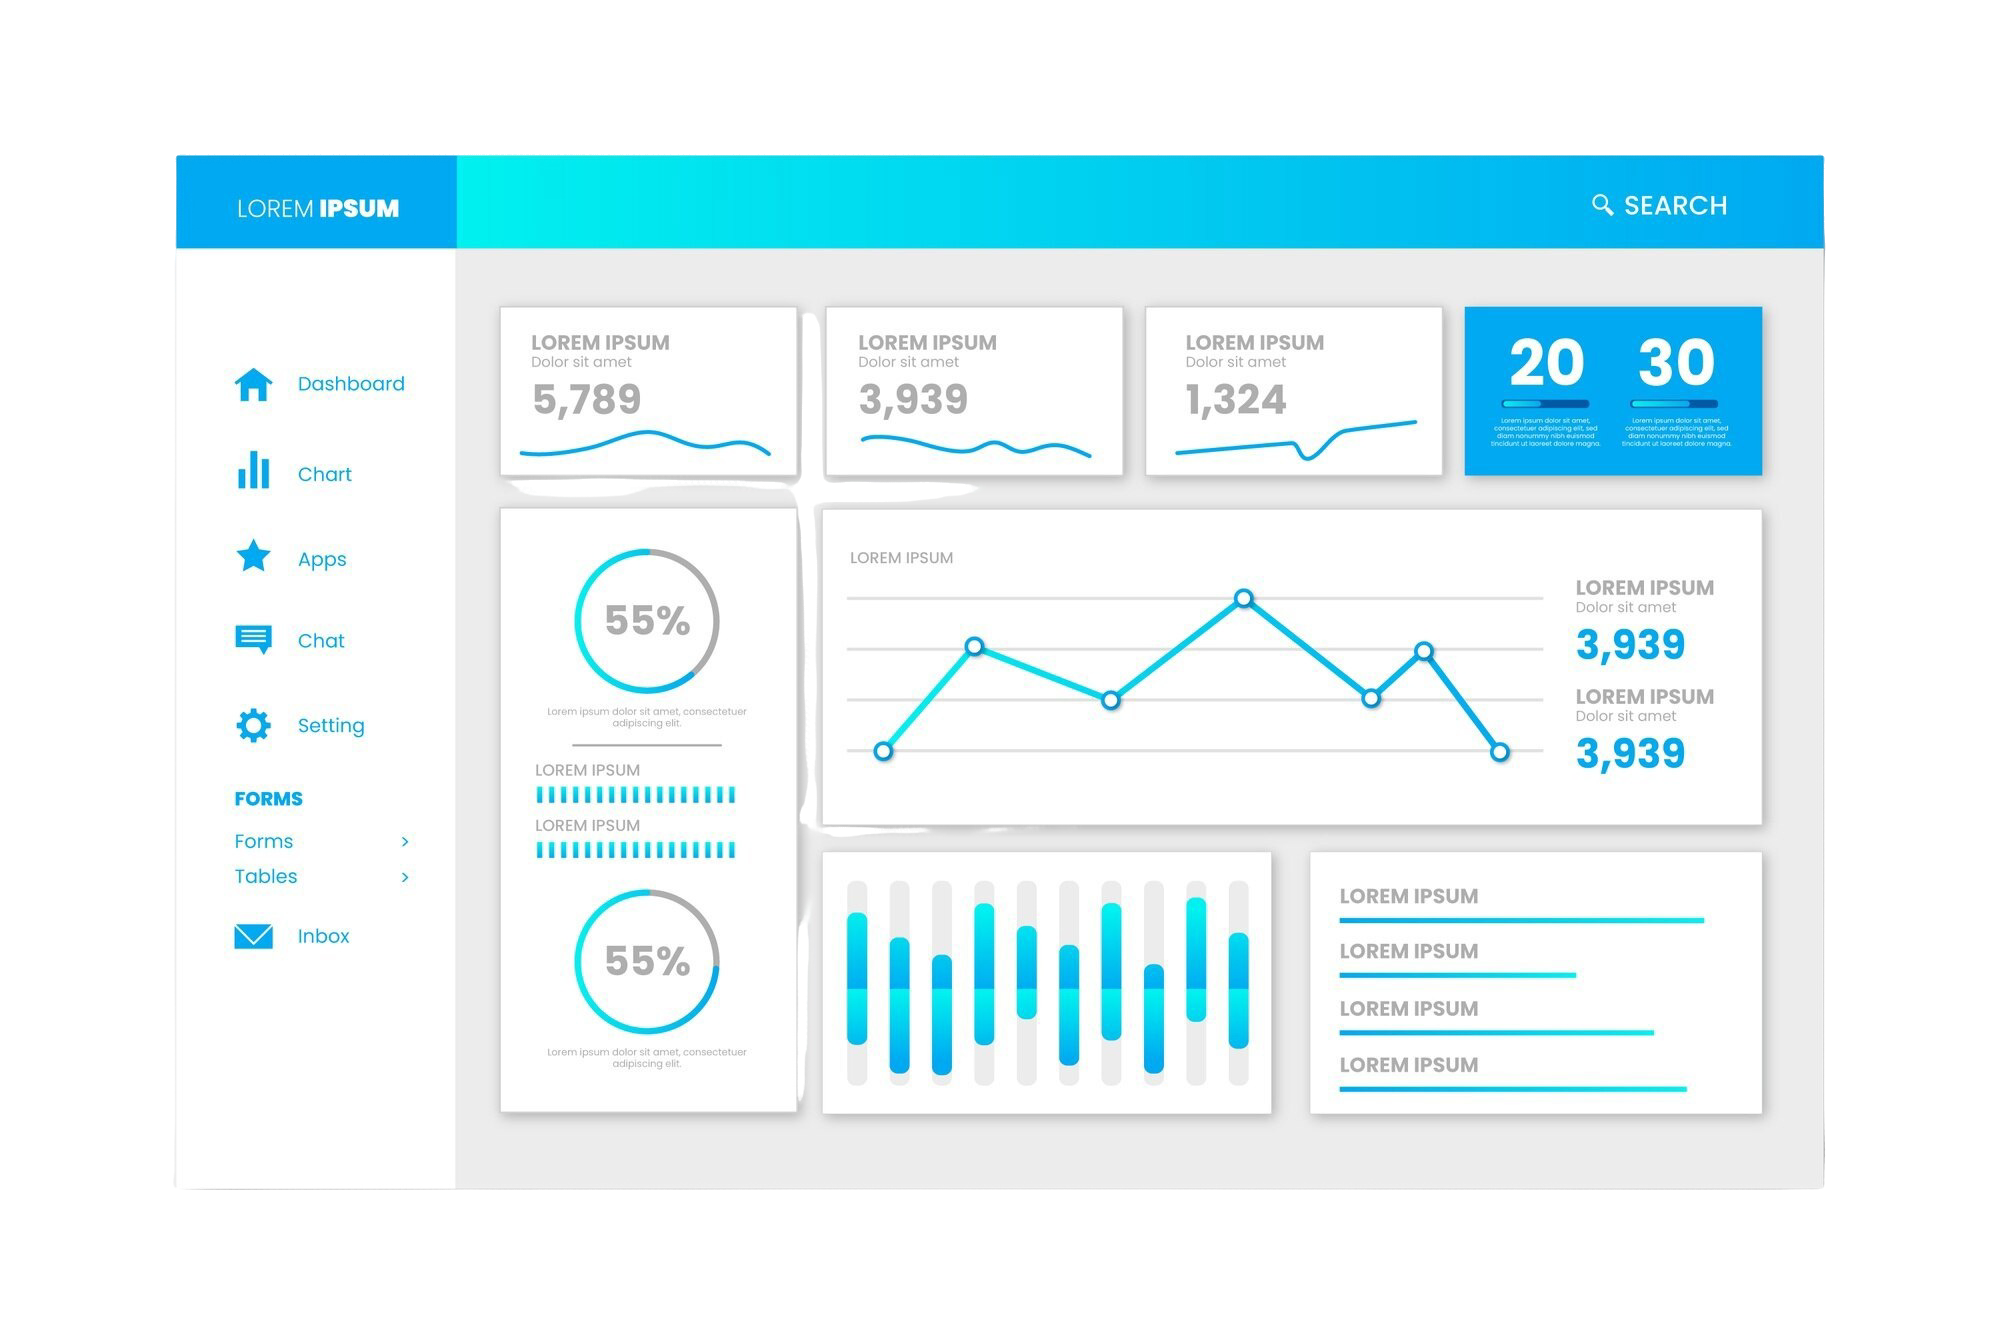 LOREM IPSUM
SEARCH
Dashboard
Chart
Apps
Chat
Setting
FORMS
Forms >
Tables >
Inbox
LOREM IPSUM
Dolor sit amet
5,789
LOREM IPSUM
Dolor sit amet
3,939
LOREM IPSUM
Dolor sit amet
1,324
20
Lorem ipsum dolor sit amet,
consectetuer adipiscing elit, sed
diam nonummy nibh euismod
tincidunt ut laoreet dolore magna.
30
Lorem ipsum dolor sit amet,
consectetuer adipiscing elit, sed
diam nonummy nibh euismod
tincidunt ut laoreet dolore magna.
55%
Lorem ipsum dolor sit amet, consectetuer
adipiscing elit.
LOREM IPSUM
LOREM IPSUM
55%
Lorem ipsum dolor sit amet, consectetuer
adipiscing elit.
LOREM IPSUM
LOREM IPSUM
Dolor sit amet
3,939
LOREM IPSUM
Dolor sit amet
3,939
LOREM IPSUM
LOREM IPSUM
LOREM IPSUM
LOREM IPSUM